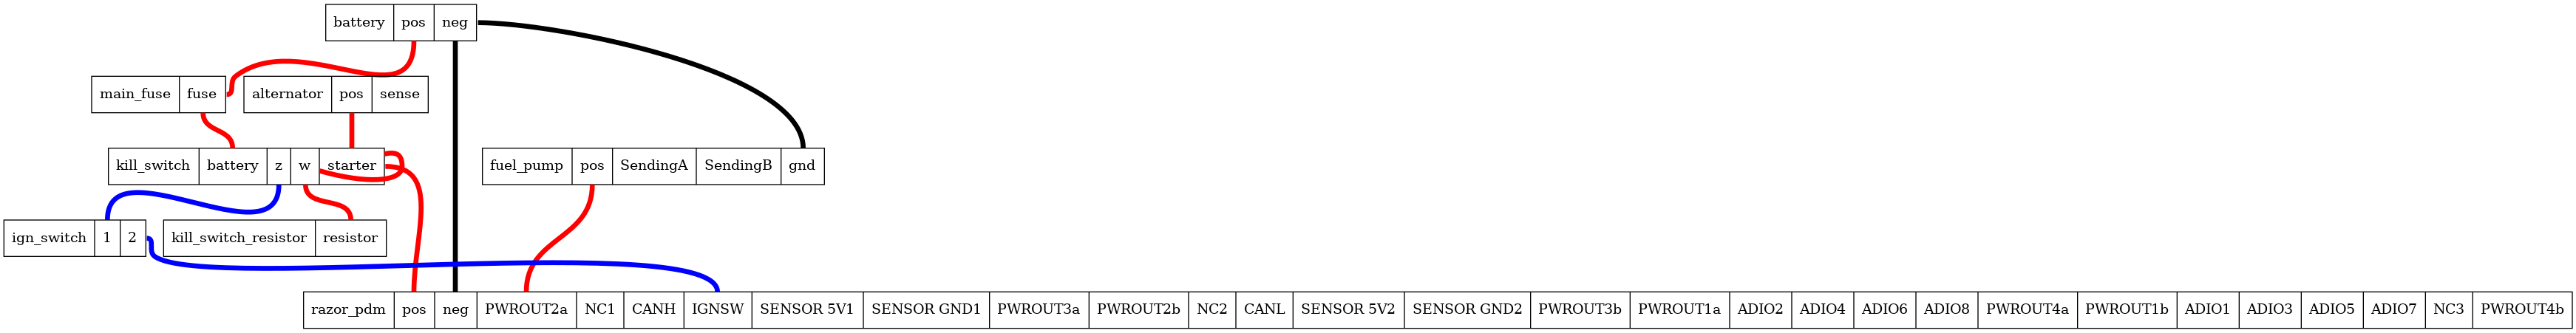 battery pos neg
main_fuse fuse
alternator pos sense
kill_switch battery z w starter
fuel_pump pos SendingA SendingB gnd
ign_switch 1 2
kill_switch_resistor resistor
razor_pdm pos neg PWROUT2a NC1 CANH IGNSW SENSOR 5V1 SENSOR GND1 PWROUT3a PWROUT2b NC2 CANL SENSOR 5V2 SENSOR GND2 PWROUT3b PWROUT1a ADIO2 ADIO4 ADIO6 ADIO8 PWROUT4a PWROUT1b ADIO1 ADIO3 ADIO5 ADIO7 NC3 PWROUT4b